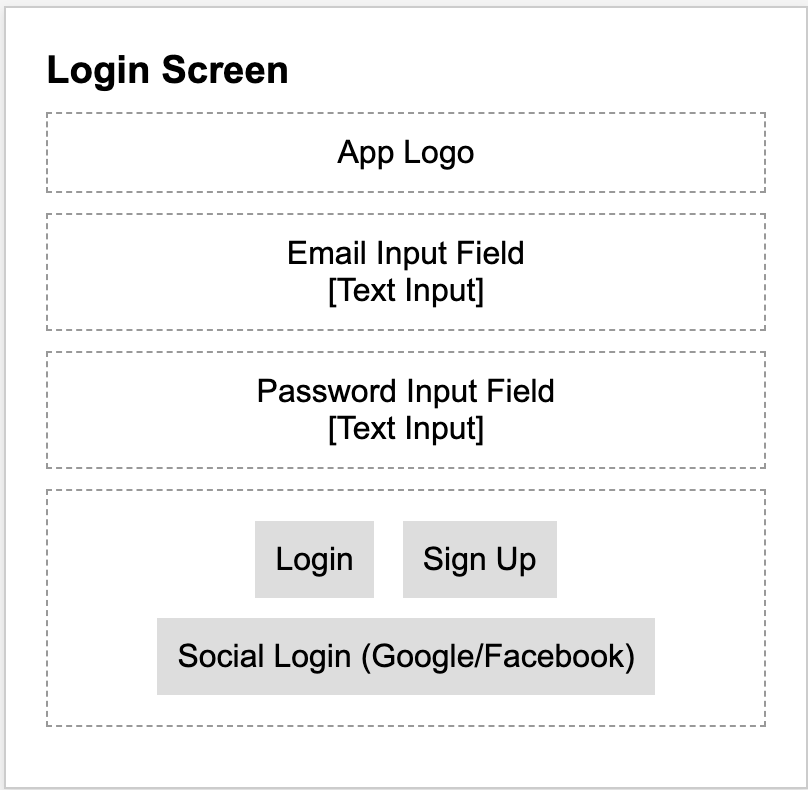 Login Screen
App Logo
Email Input Field
[Text Input]
Password Input Field
[Text Input]
Login
Sign Up
Social Login (Google/Facebook)